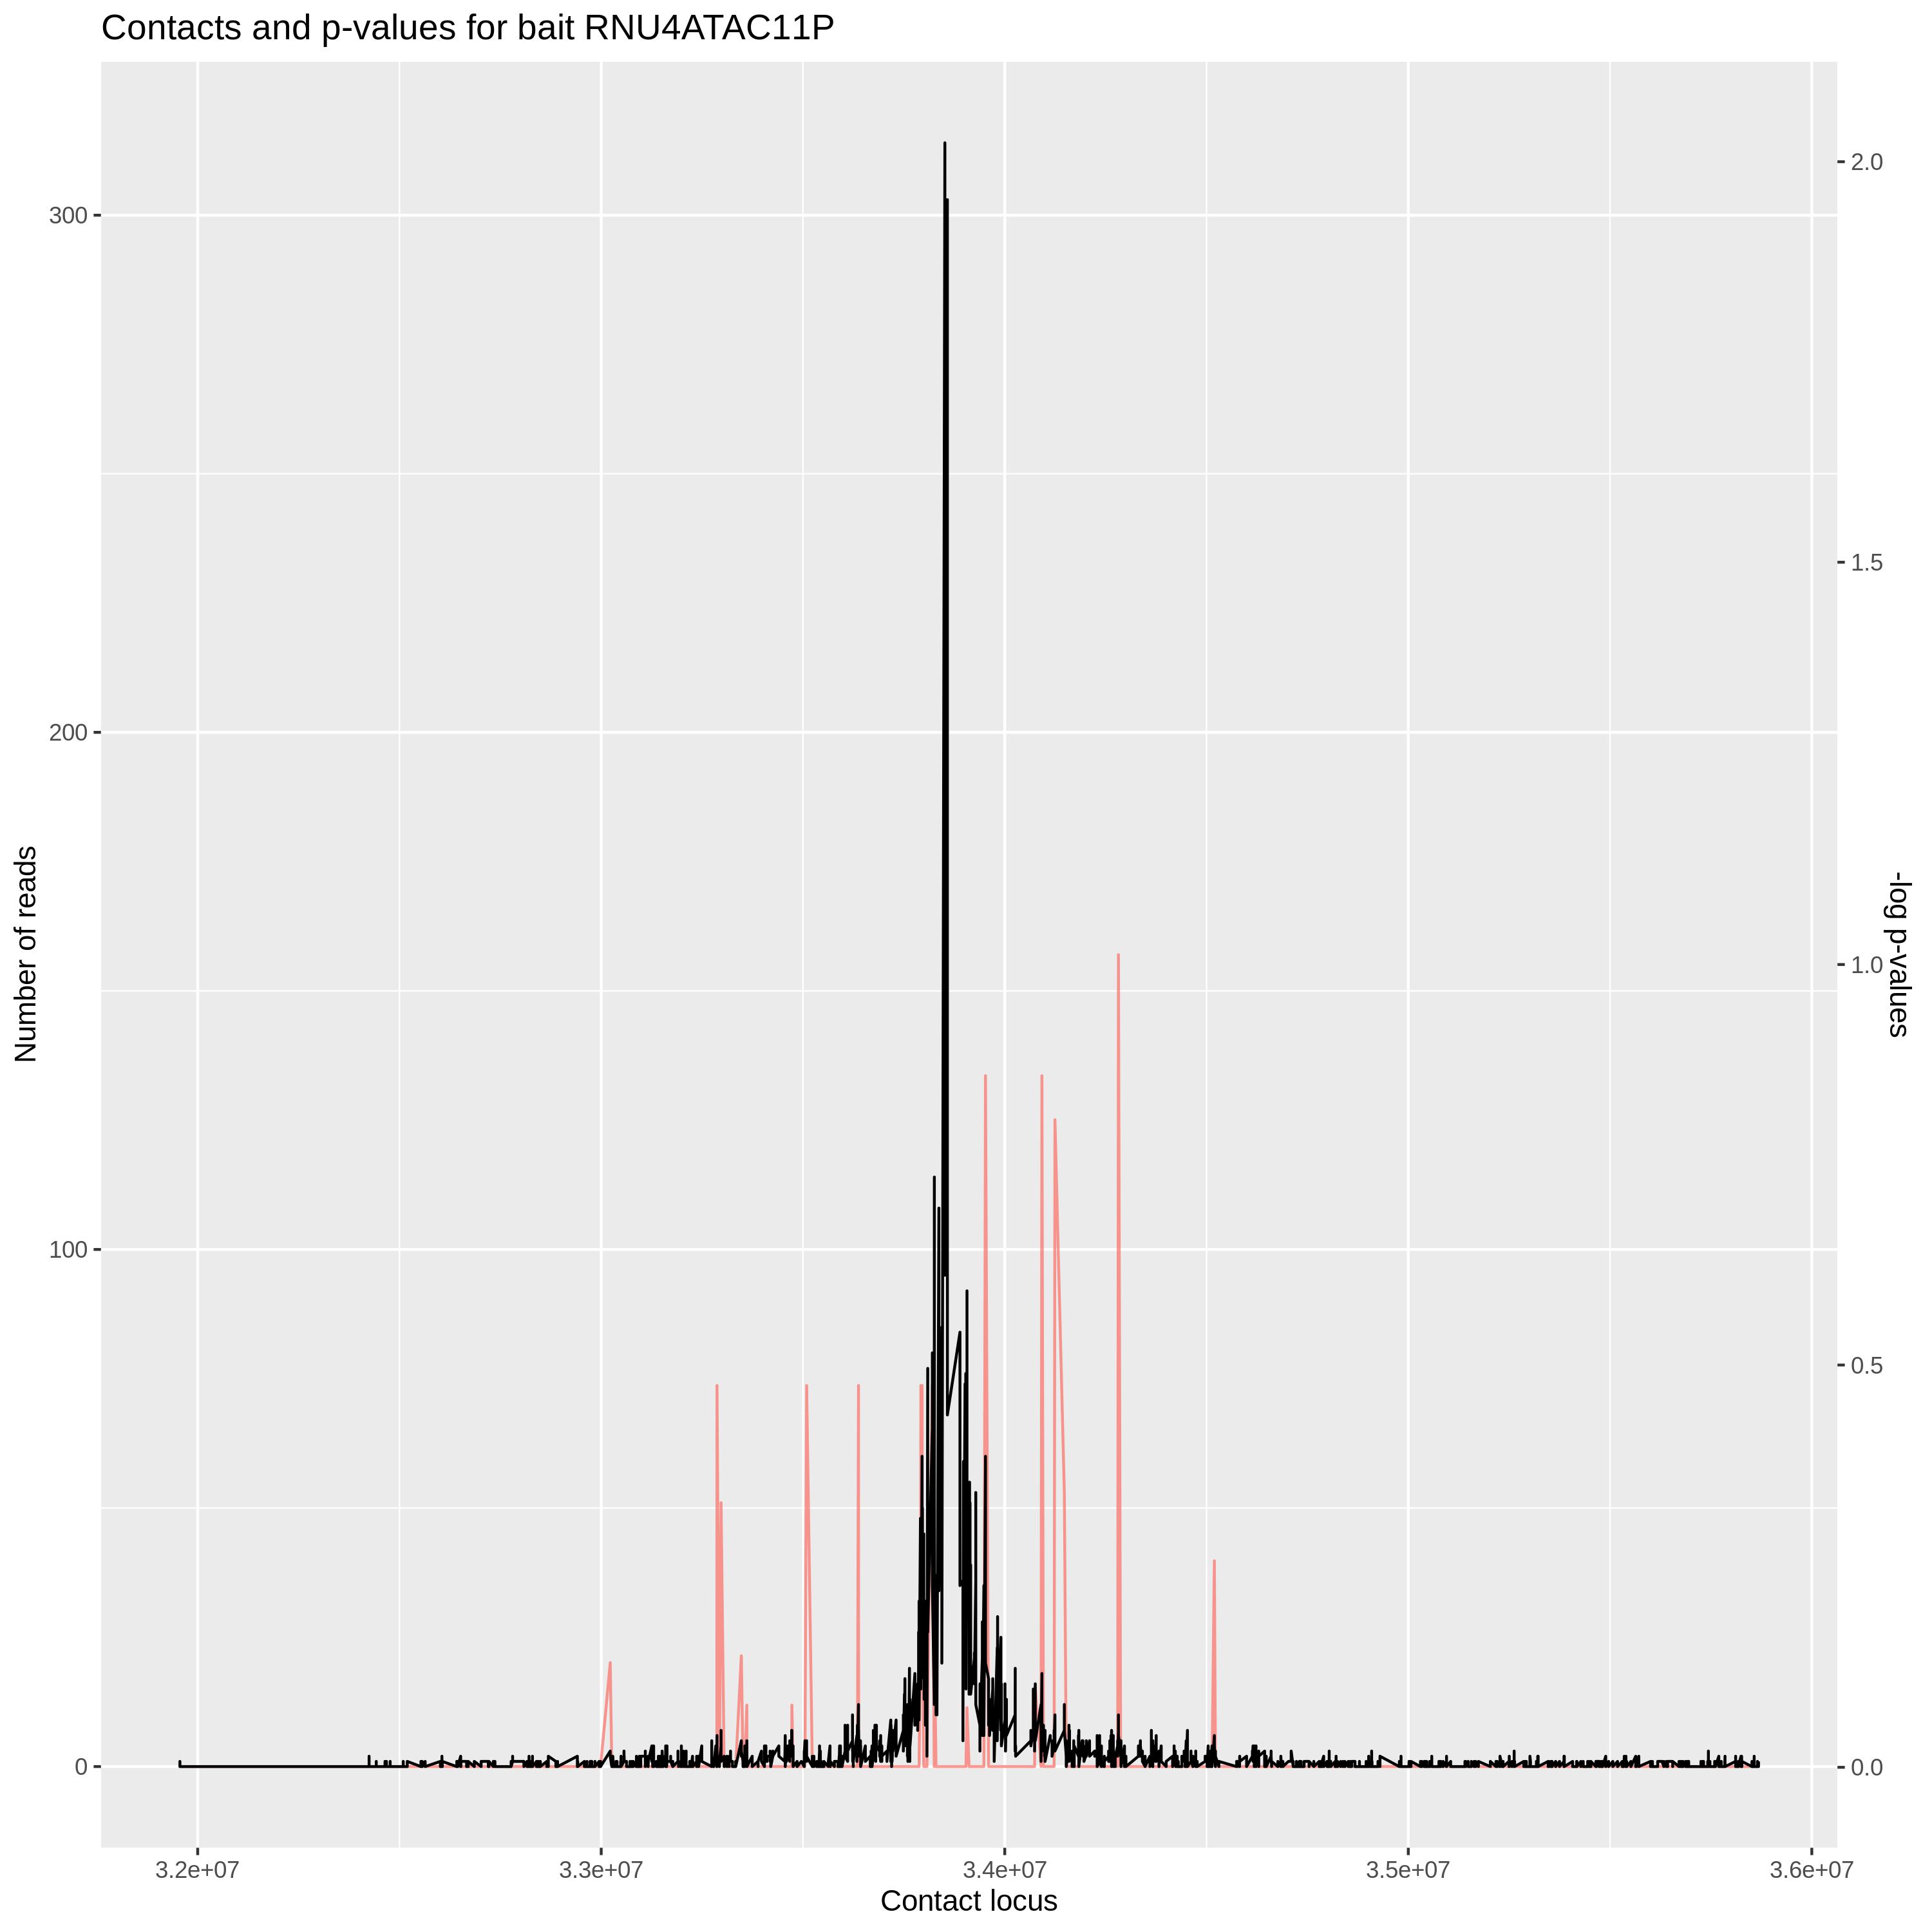 Contacts and p-values for bait RNU4ATAC11P
300
200
100
0
2.0
1.5
1.0
0.5
0.0
Number of reads
-log p-values
3.2e+07 3.3e+07 3.4e+07 3.5e+07 3.6e+07
Contact locus